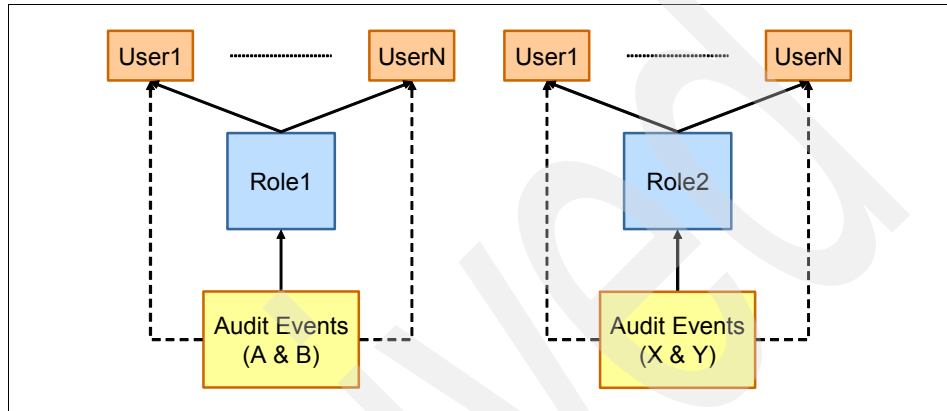 User1
UserN
User1
UserN
Role1
Role2
Audit Events
(A & B)
Audit Events
(X & Y)